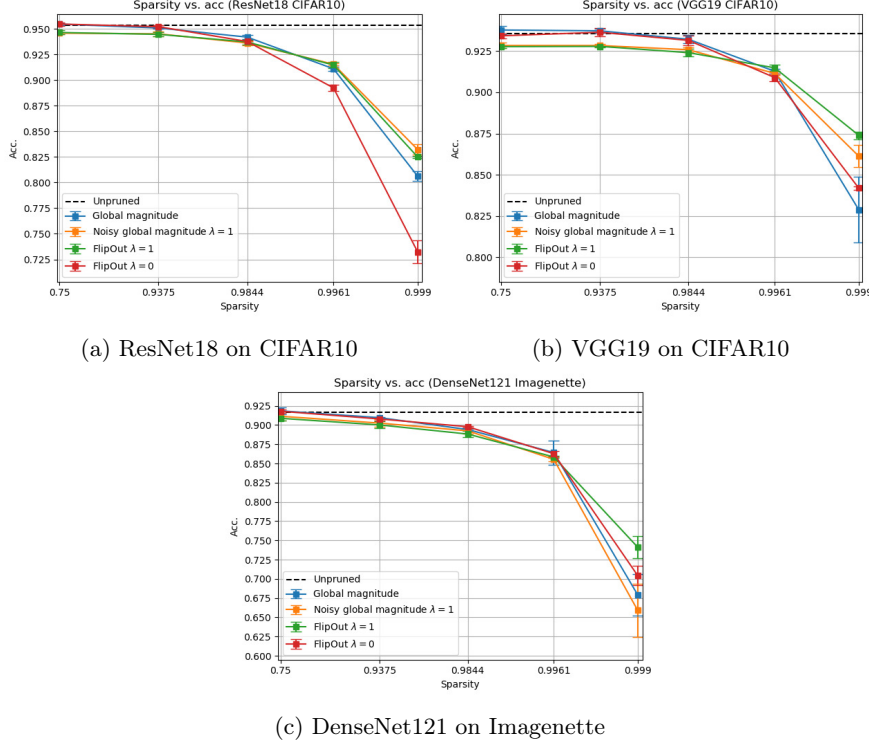 Sparsity vs. acc (ResNet18 CIFAR10)
Acc.
0.950
0.925
0.900
0.875
0.850
0.825
0.800
0.775
0.750
0.725
Unpruned
Global magnitude
Noisy global magnitude λ = 1
FlipOut λ = 1
FlipOut λ = 0
0.75
0.9375
0.9844
0.9961
0.999
Sparsity
(a) ResNet18 on CIFAR10
Sparsity vs. acc (VGG19 CIFAR10)
Acc.
0.925
0.900
0.875
0.850
0.825
0.800
Unpruned
Global magnitude
Noisy global magnitude λ = 1
FlipOut λ = 1
FlipOut λ = 0
0.75
0.9375
0.9844
0.9961
0.999
Sparsity
(b) VGG19 on CIFAR10
Sparsity vs. acc (DenseNet121 Imagenette)
Acc.
0.925
0.900
0.875
0.850
0.825
0.800
0.775
0.750
0.725
0.700
0.675
0.650
0.625
0.600
Unpruned
Global magnitude
Noisy global magnitude λ = 1
FlipOut λ = 1
FlipOut λ = 0
0.75
0.9375
0.9844
0.9961
0.999
Sparsity
(c) DenseNet121 on Imagenette